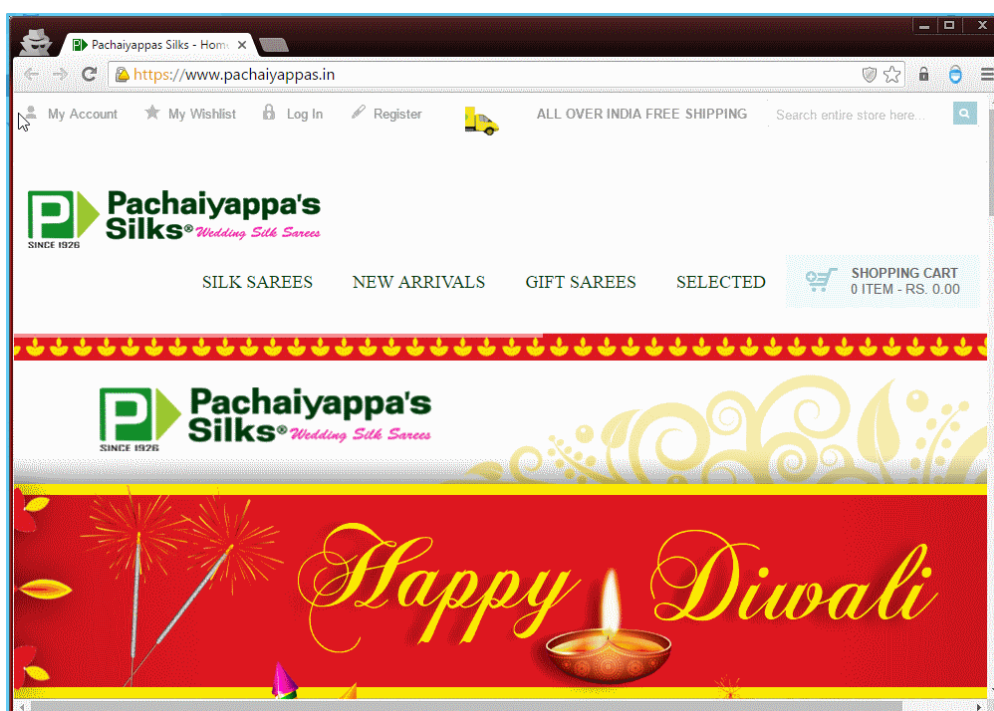 Pachaiyappas Silks - Hom
https://www.pachaiyappas.in
My Account My Wishlist Log In Register ALL OVER INDIA FREE SHIPPING Search entire store here...
P Pachaiyappa's
Silks® Wedding Silk Sarees
SINCE 1926
SILK SAREES NEW ARRIVALS GIFT SAREES SELECTED SHOPPING CART
0 ITEM - RS. 0.00
P Pachaiyappa's
Silks® Wedding Silk Sarees
SINCE 1926
Happy Diwali